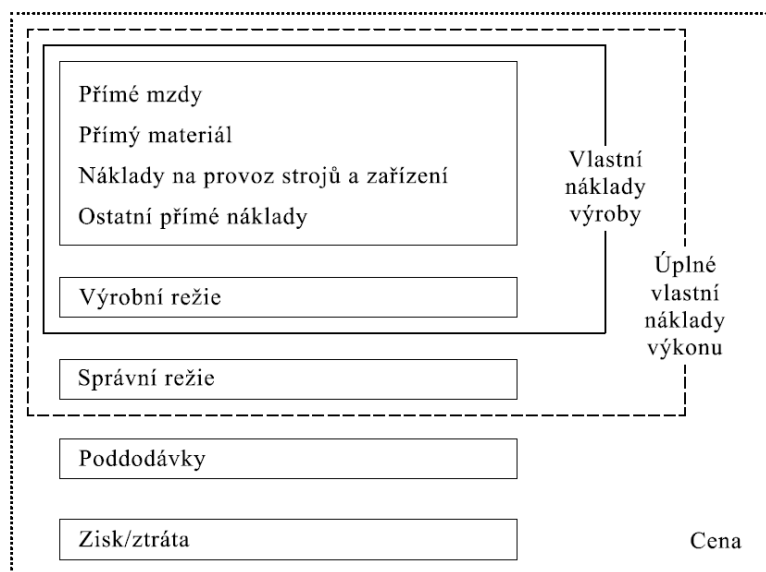 Přímé mzdy
Přímý materiál
Náklady na provoz strojů a zařízení
Ostatní přímé náklady
Vlastní
náklady
výroby
Výrobní režie
Úplné
vlastní
náklady
výkonu
Správní režie
Poddodávky
Zisk/ztráta
Cena